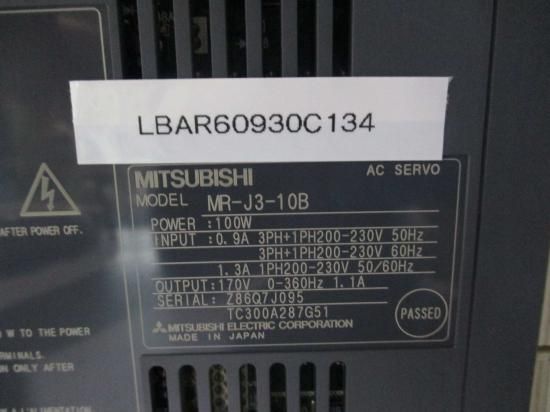 LBAR60930C134
MITSUBISHI AC SERVO
MODEL MR-J3-10B
POWER :100W
INPUT :0.9A 3PH+1PH200-230V 50Hz
3PH+1PH200-230V 60Hz
1.3A 1PH200-230V 50/60Hz
OUTPUT:170V 0-360Hz 1.1A
SERIAL: Z86Q7J095
TC300A287G51
MITSUBISHI ELECTRIC CORPORATION
MADE IN JAPAN
PASSED
AFTER POWER OFF.
W TO THE POWER
RMINALS.
ON ONLY AFTER